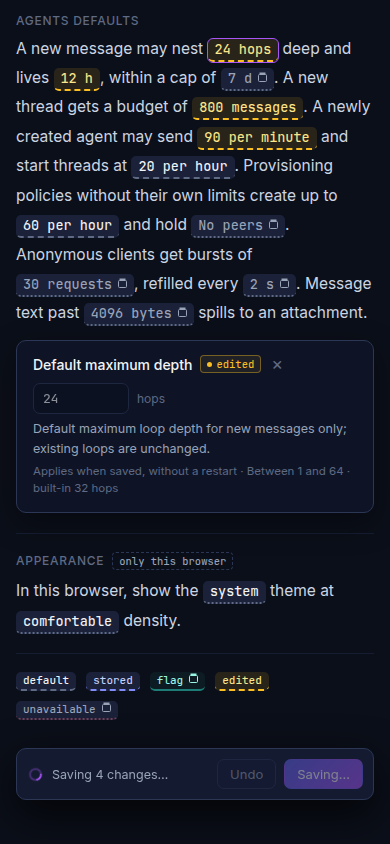 AGENTS DEFAULTS
A new message may nest 24 hops deep and
lives 12 h, within a cap of 7 d. A new
thread gets a budget of 800 messages. A newly
created agent may send 90 per minute and
start threads at 20 per hour. Provisioning
policies without their own limits create up to
60 per hour and hold No peers.
Anonymous clients get bursts of
30 requests, refilled every 2 s. Message
text past 4096 bytes spills to an attachment.
Default maximum depth edited ×
24 hops
Default maximum loop depth for new messages only;
existing loops are unchanged.
Applies when saved, without a restart · Between 1 and 64 ·
built-in 32 hops
APPEARANCE only this browser
In this browser, show the system theme at
comfortable density.
default stored flag edited
unavailable
Saving 4 changes… Undo Saving…